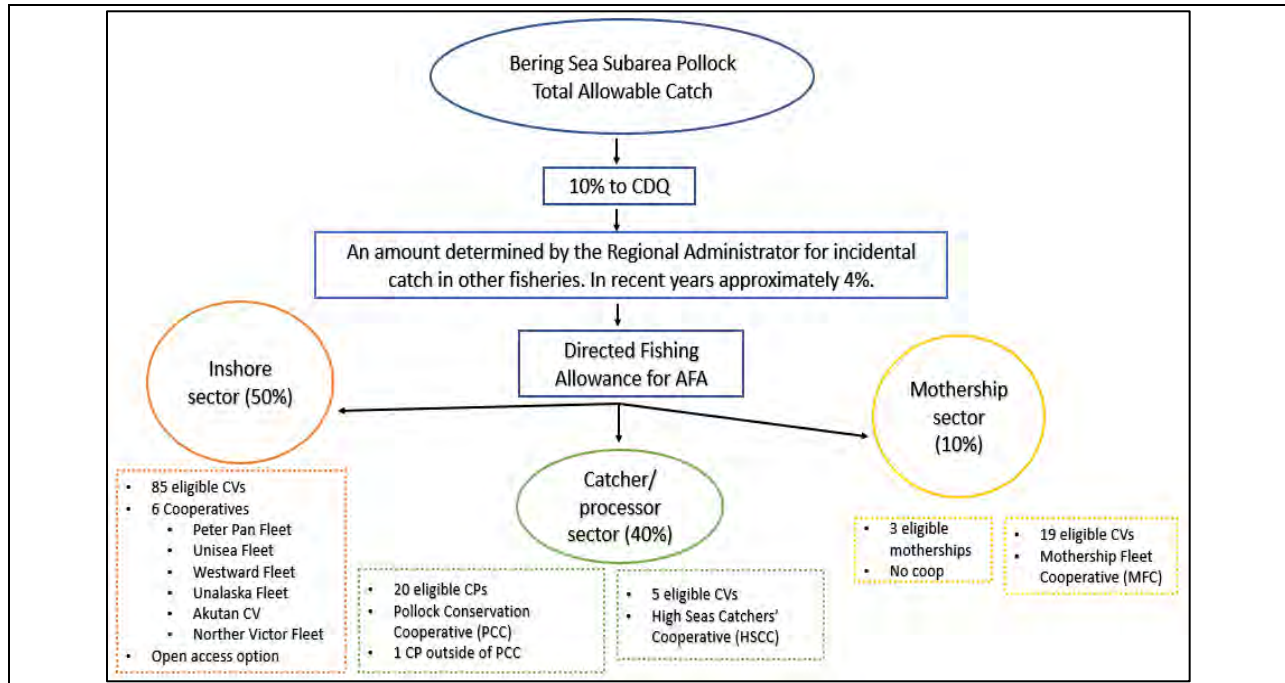 Bering Sea Subarea Pollock
Total Allowable Catch
10% to CDQ
An amount determined by the Regional Administrator for incidental
catch in other fisheries. In recent years approximately 4%.
Directed Fishing
Allowance for AFA
Inshore
sector (50%)
Catcher/
processor
sector (40%)
Mothership
sector
(10%)
• 85 eligible CVs
• 6 Cooperatives
• Peter Pan Fleet
• Unisea Fleet
• Westward Fleet
• Unalaska Fleet
• Akutan CV
• Norther Victor Fleet
• Open access option
• 20 eligible CPs
• Pollock Conservation
Cooperative (PCC)
• 1 CP outside of PCC
• 5 eligible CVs
• High Seas Catchers'
Cooperative (HSCC)
• 3 eligible
motherships
• No coop
• 19 eligible CVs
• Mothership Fleet
Cooperative (MFC)